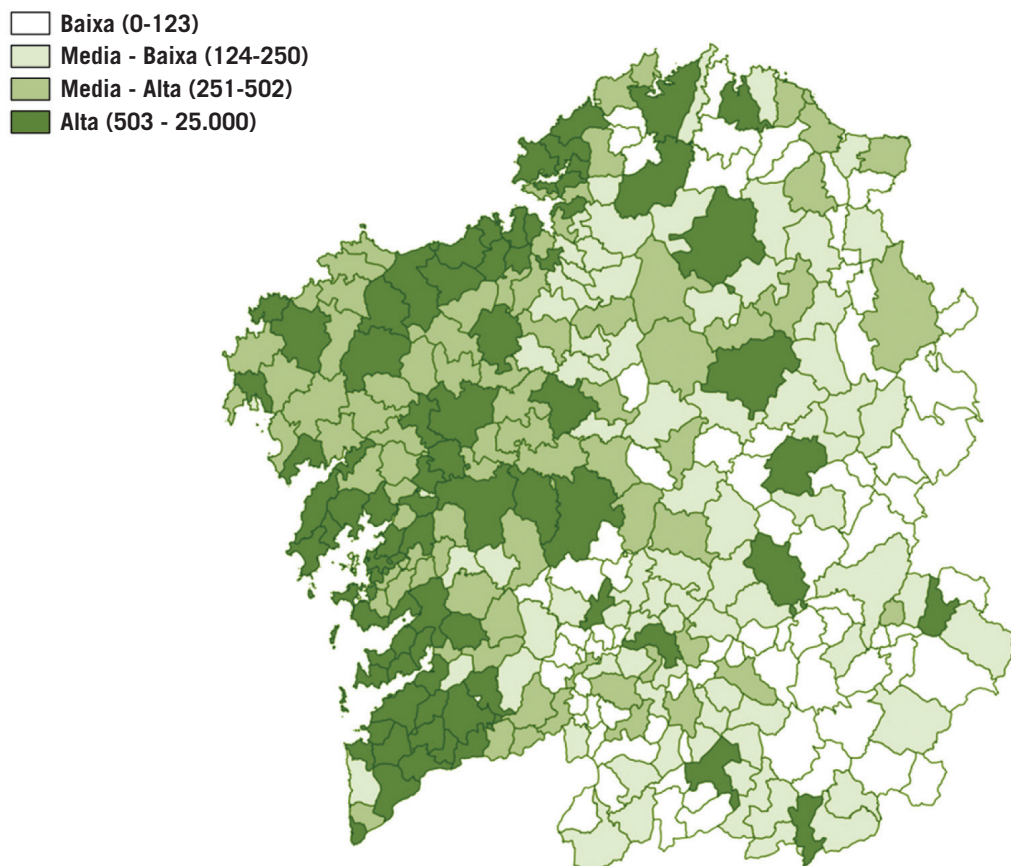 Baixa (0-123)
Media - Baixa (124-250)
Media - Alta (251-502)
Alta (503 - 25.000)